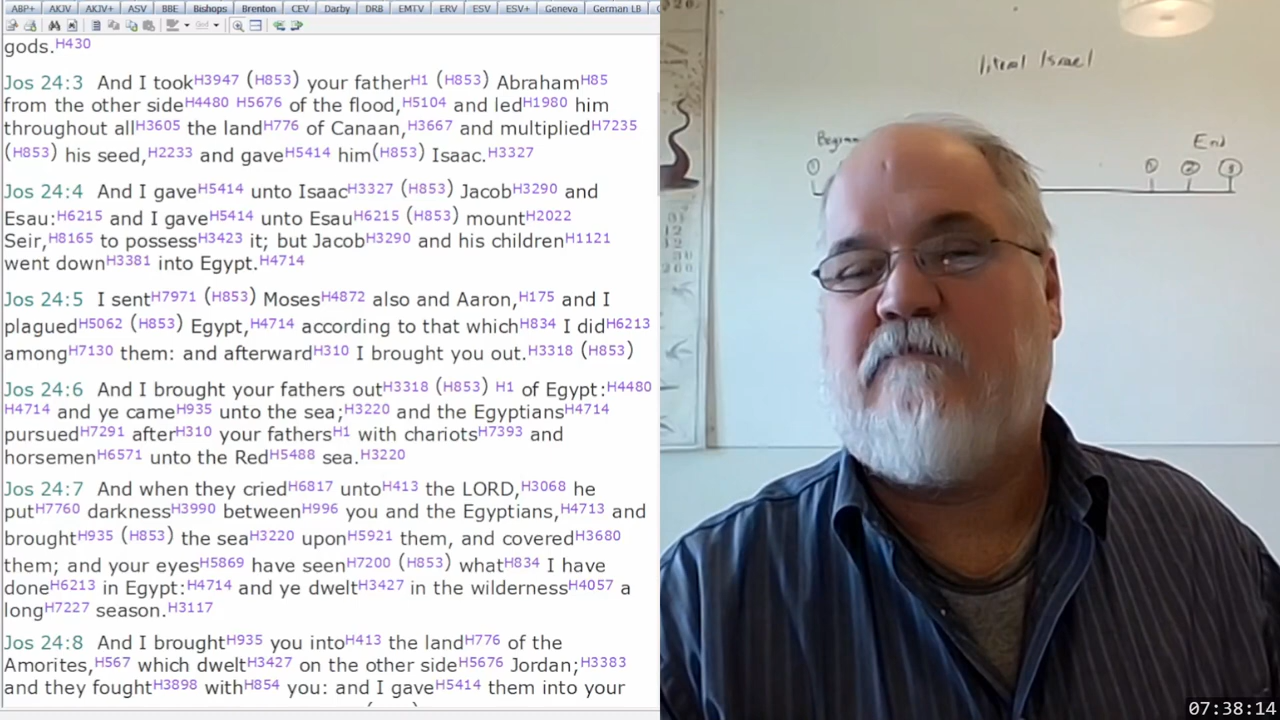 ABP+ AKJV AKJV+ ASV BBE Bishops Brenton CEV Darby DRB EMTV ERV ESV ESV+ Geneva German LB
gods.H430
Jos 24:3 And I tookH3947 (H853) your fatherH1 (H853) AbrahamH85
from the other sideH4480 H5676 of the flood,H5104 and ledH1980 him
throughout allH3605 the landH776 of Canaan,H3667 and multipliedH7235
(H853) his seed,H2233 and gaveH5414 him(H853) Isaac.H3327
Jos 24:4 And I gaveH5414 unto IsaacH3327 (H853) JacobH3290 and
Esau:H6215 and I gaveH5414 unto EsauH6215 (H853) mountH2022
Seir,H8165 to possessH3423 it; but JacobH3290 and his childrenH1121
went downH3381 into Egypt.H4714
Jos 24:5 I sentH7971 (H853) MosesH4872 also and Aaron,H175 and I
plaguedH5062 (H853) Egypt,H4714 according to that whichH834 I didH6213
amongH7130 them: and afterwardH310 I brought you out.H3318 (H853)
Jos 24:6 And I brought your fathers outH3318 (H853) H1 of Egypt:H4480
H4714 and ye cameH935 unto the sea;H3220 and the EgyptiansH4714
pursuedH7291 afterH310 your fathersH1 with chariotsH7393 and
horsemenH6571 unto the RedH5488 sea.H3220
Jos 24:7 And when they criedH6817 untoH413 the LORD,H3068 he
putH7760 darknessH3990 betweenH996 you and the Egyptians,H4713 and
broughtH935 (H853) the seaH3220 uponH5921 them, and coveredH3680
them; and your eyesH5869 have seenH7200 (H853) whatH834 I have
doneH6213 in Egypt:H4714 and ye dweltH3427 in the wildernessH4057 a
longH7227 season.H3117
Jos 24:8 And I broughtH935 you intoH413 the landH776 of the
Amorites,H567 which dweltH3427 on the other sideH5676 Jordan;H3383
and they foughtH3898 withH854 you: and I gaveH5414 them into your
literal Israel
End
1 2 3
07:38:14